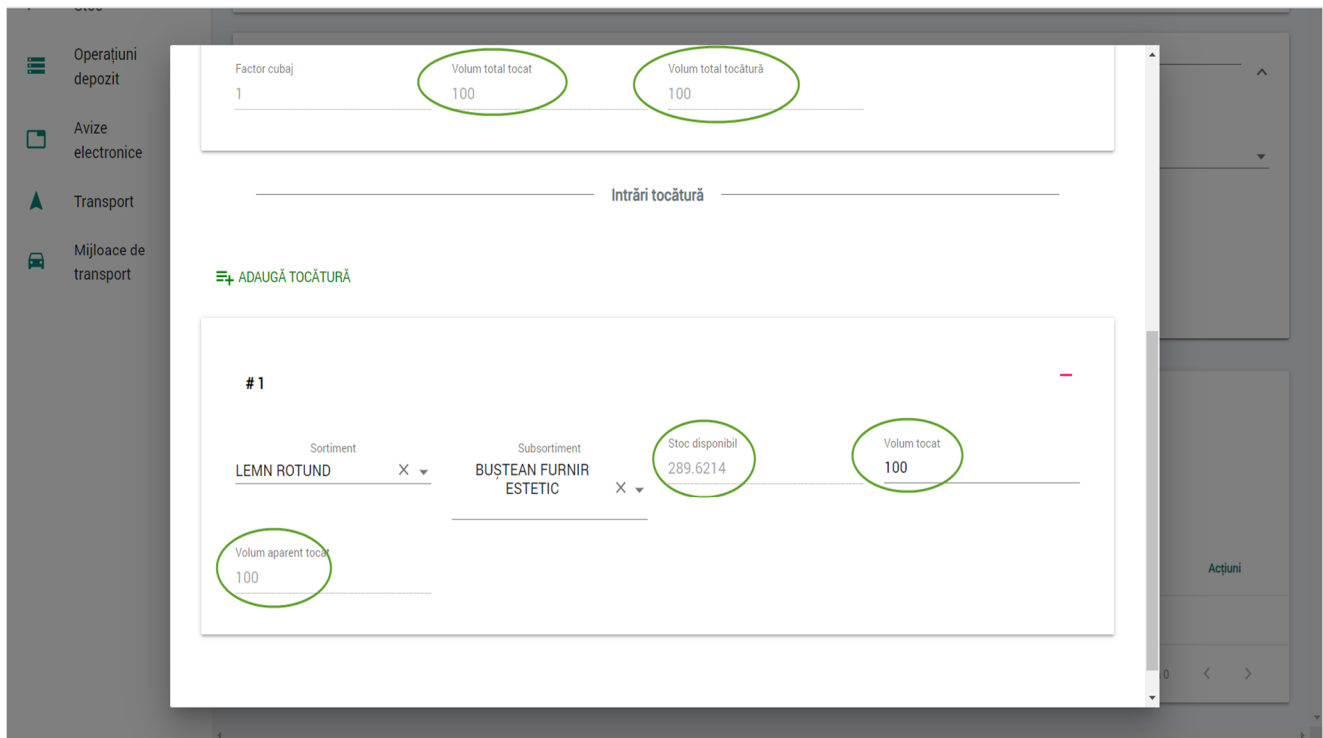 Operațiuni
depozit
Avize
electronice
Transport
Mijloace de
transport
Factor cubaj
1
Volum total tocat
100
Volum total tocătură
100
Intrări tocătură
ADAUGĂ TOCĂTURĂ
# 1
Sortiment
LEMN ROTUND
Subsortiment
BUȘTEAN FURNIR
ESTETIC
Stoc disponibil
289.6214
Volum tocat
100
Volum aparent tocat
100
Acțiuni
0